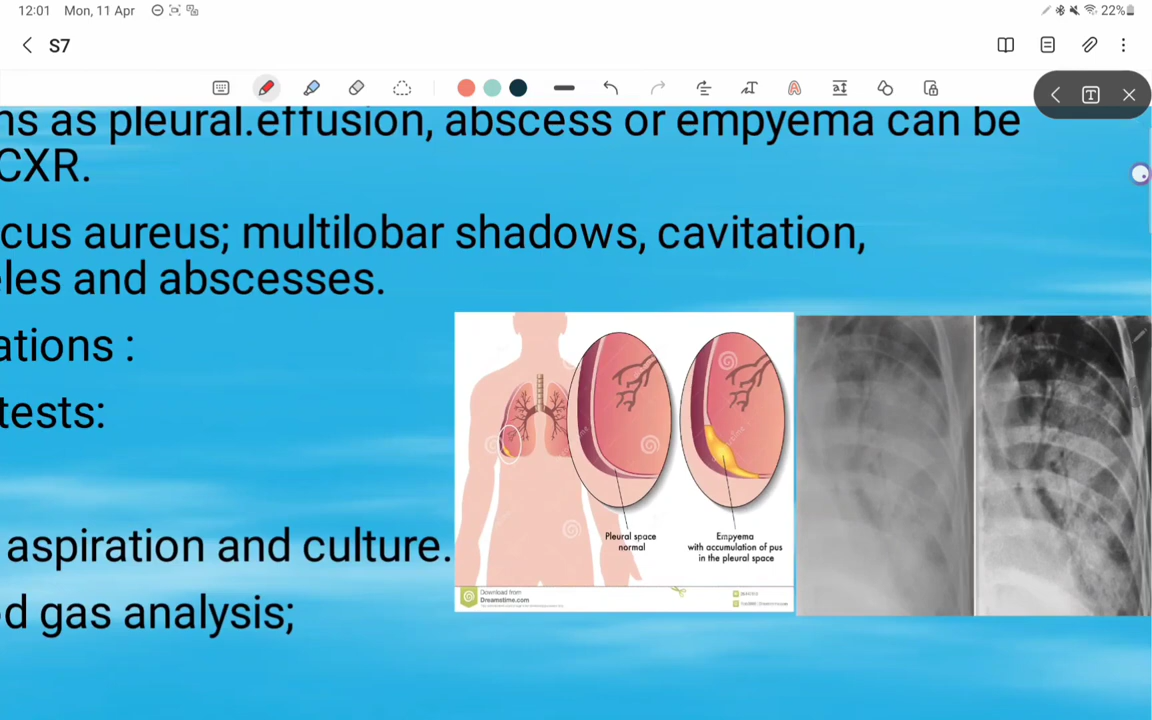 12:01 Mon, 11 Apr
22%
S7
ns as pleural.effusion, abscess or empyema can be
CXR.
cus aureus; multilobar shadows, cavitation,
eles and abscesses.
ations :
tests:
aspiration and culture.
d gas analysis;
Pleural space
normal
Empyema
with accumulation of pus
in the pleural space
Download from
Dreamstime.com